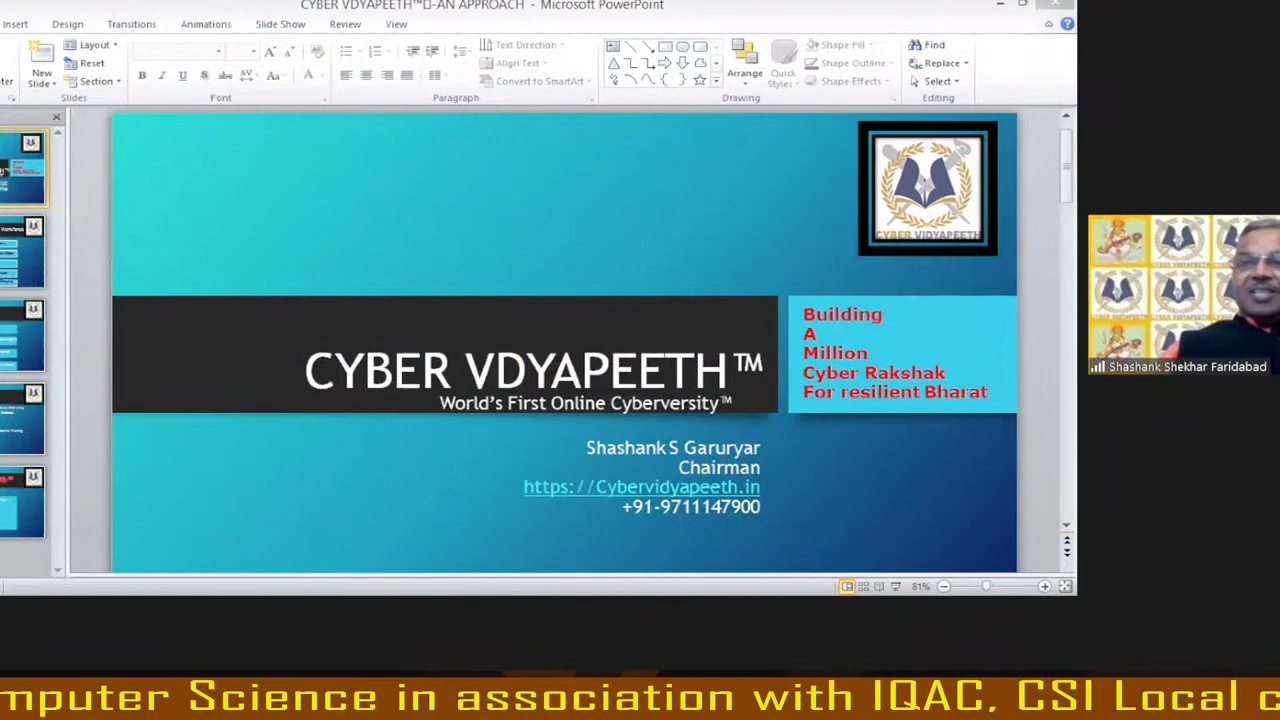 CYBER VDYAPEETH™-AN APPROACH - Microsoft PowerPoint
Insert Design Transitions Animations Slide Show Review View
New Slide
Layout
Reset
Section
Text Direction
Align Text
Convert to SmartArt
Arrange
Quick Styles
Shape Fill
Shape Outline
Shape Effects
Find
Replace
Select
Slides Font Paragraph Drawing Editing
CYBER VIDYAPEETH
CYBER VDYAPEETH™
World's First Online Cyberversity™
Building
A
Million
Cyber Rakshak
For resilient Bharat
Shashank S Garuryar
Chairman
https://Cybervidyapeeth.in
+91-9711147900
Shashank Shekhar Faridabad
81%
mputer Science in association with IQAC, CSI Local c